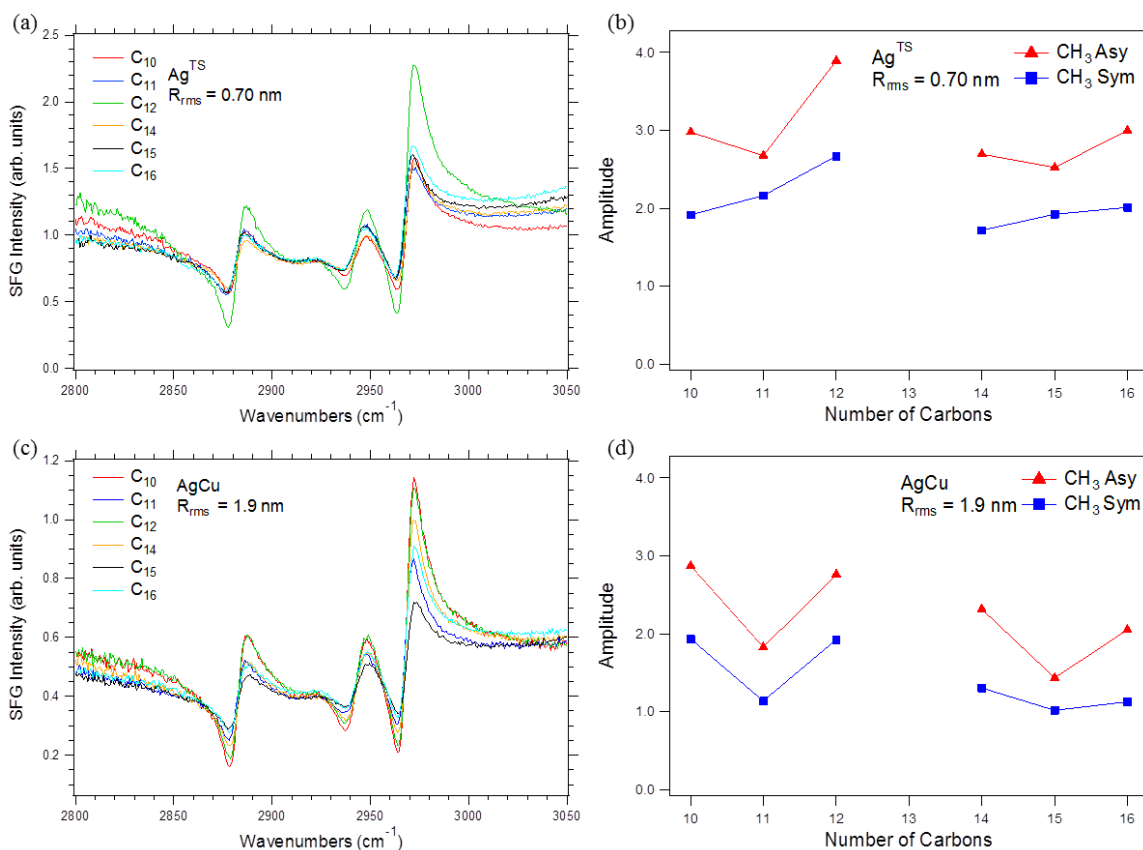 (a)
2.5
2.0
1.5
1.0
0.5
0.0
SFG Intensity (arb. units)
C10
C11
C12
C14
C15
C16
Ag^TS
Rrms = 0.70 nm
2800
2850
2900
2950
3000
3050
Wavenumbers (cm-1)
(b)
4.0
3.0
2.0
1.0
0.0
Amplitude
Ag^TS
Rrms = 0.70 nm
CH3 Asy
CH3 Sym
10
11
12
13
14
15
16
Number of Carbons
(c)
1.2
1.0
0.8
0.6
0.4
0.2
SFG Intensity (arb. units)
C10
C11
C12
C14
C15
C16
AgCu
Rrms = 1.9 nm
2800
2850
2900
2950
3000
3050
Wavenumbers (cm-1)
(d)
4.0
3.0
2.0
1.0
0.0
Amplitude
AgCu
Rrms = 1.9 nm
CH3 Asy
CH3 Sym
10
11
12
13
14
15
16
Number of Carbons